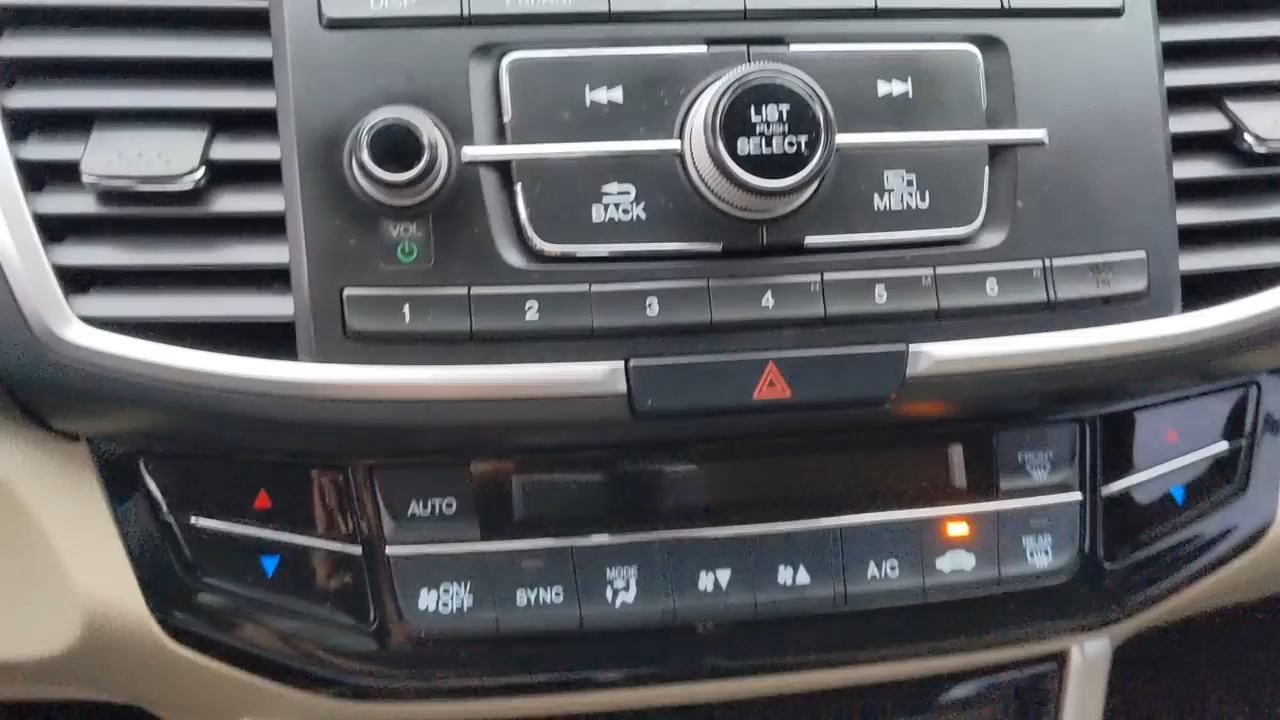 DISP
LIST
PUSH
SELECT
BACK
MENU
VOL
1 2 3 4 5 6
AUTO
FRONT
ON/
OFF
SYNC
MODE
A/C
REAR